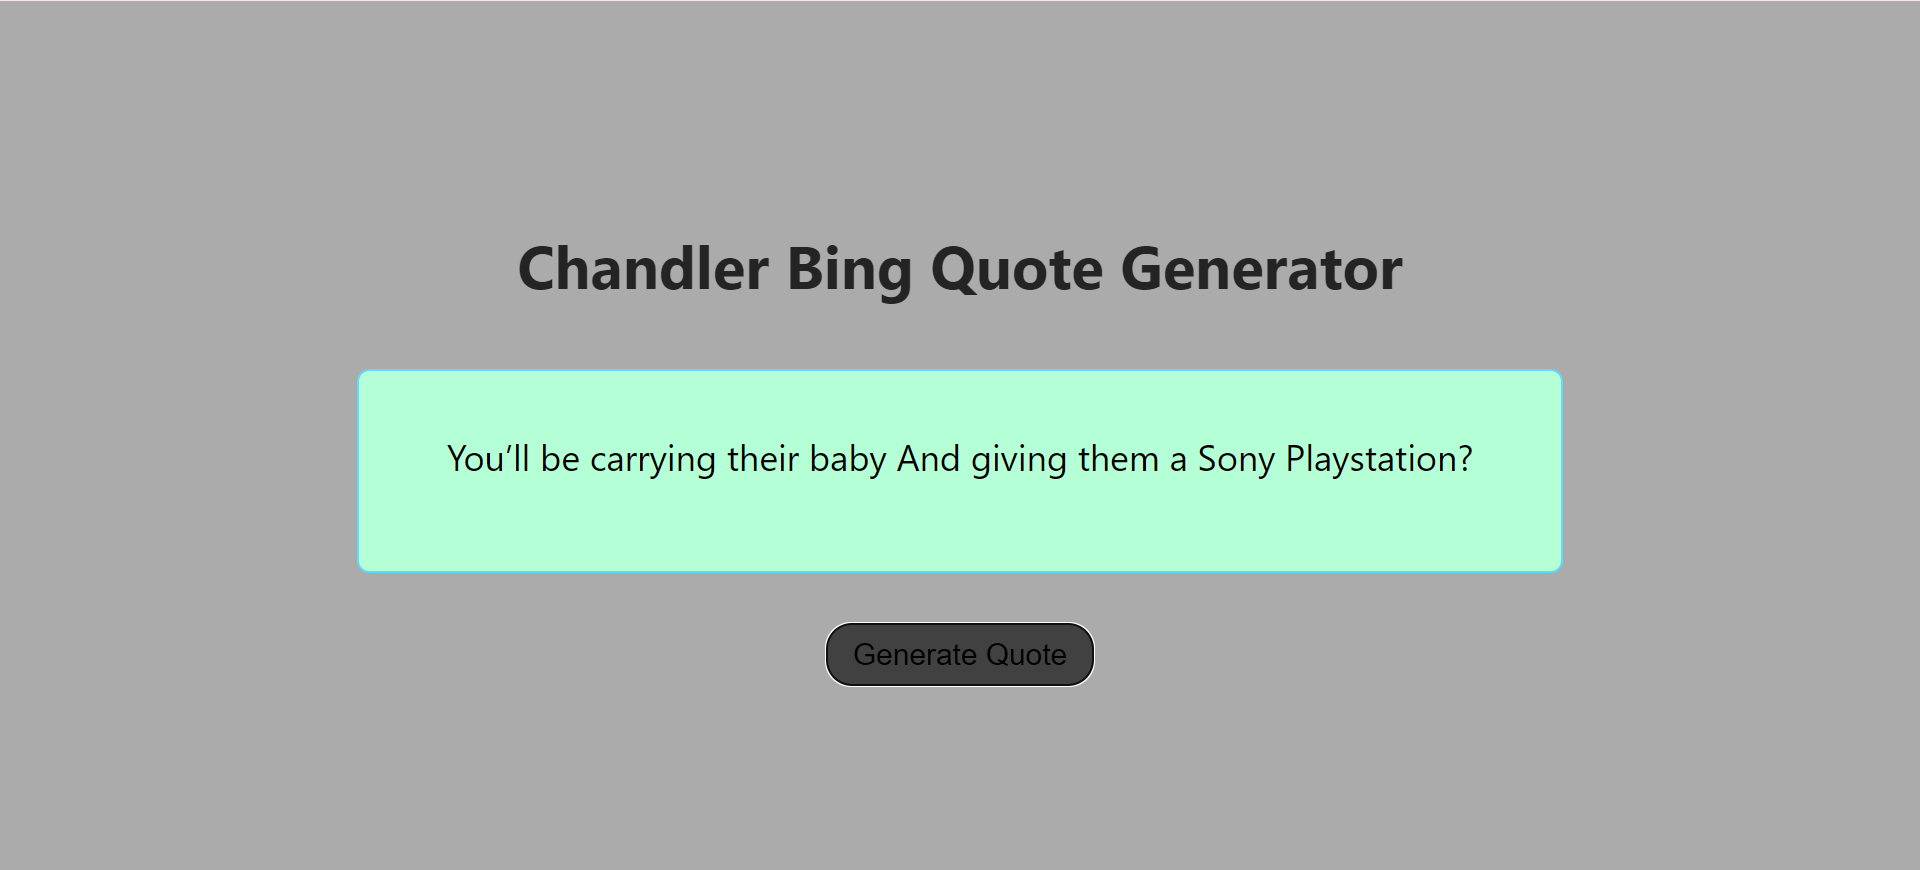 Chandler Bing Quote Generator
You’ll be carrying their baby And giving them a Sony Playstation?
Generate Quote